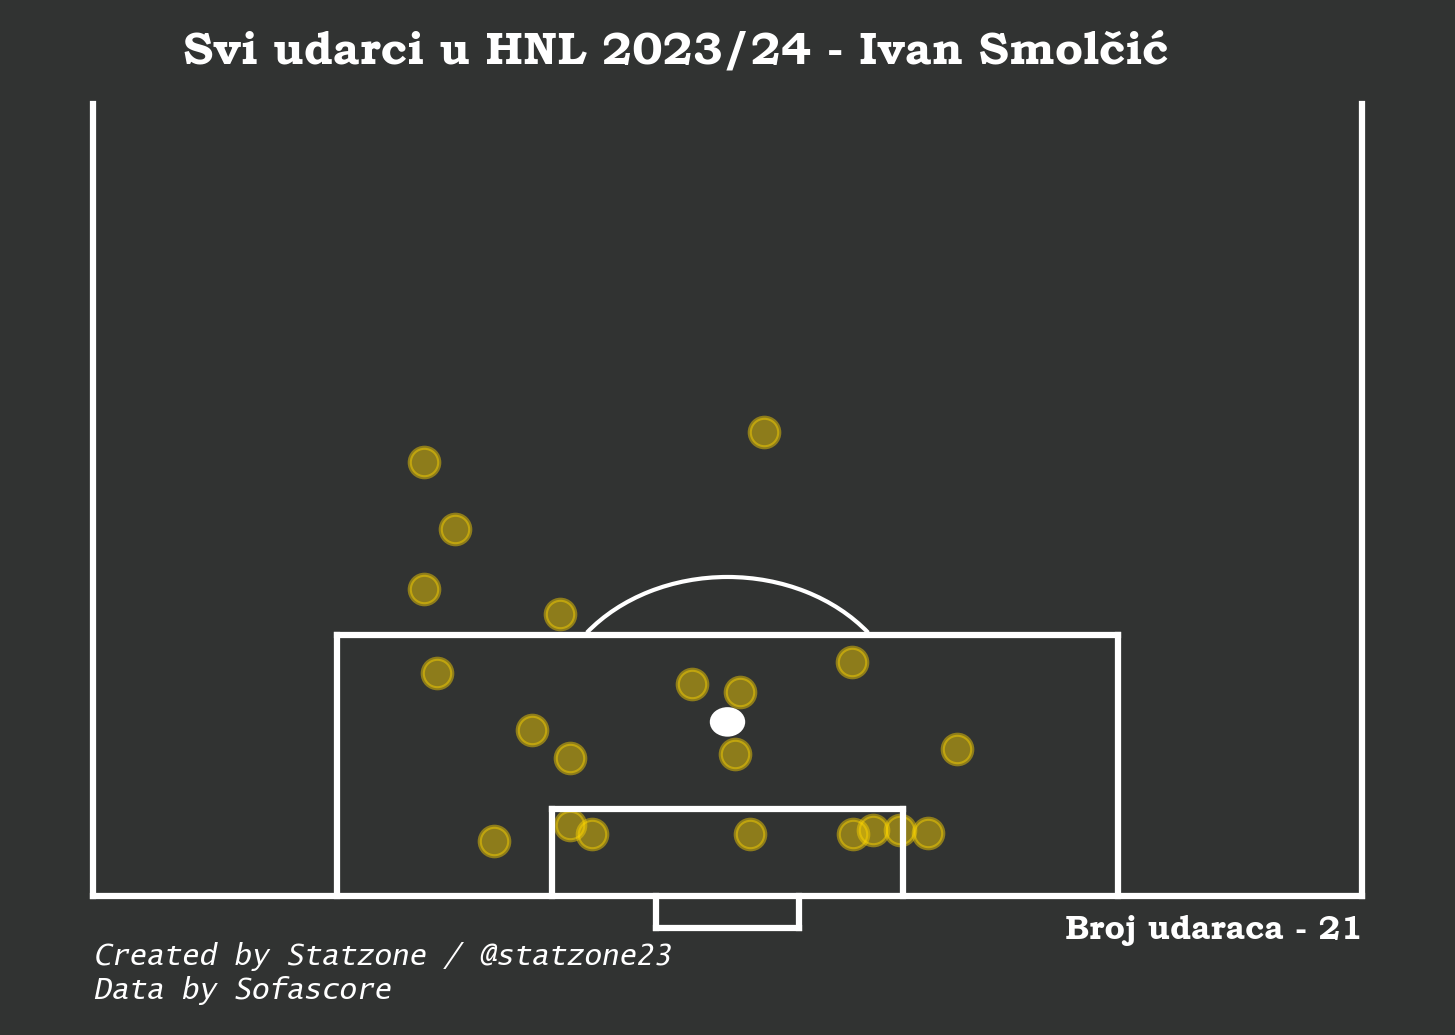 Svi udarci u HNL 2023/24 - Ivan Smolčić
Broj udaraca - 21
Created by Statzone / @statzone23
Data by Sofascore